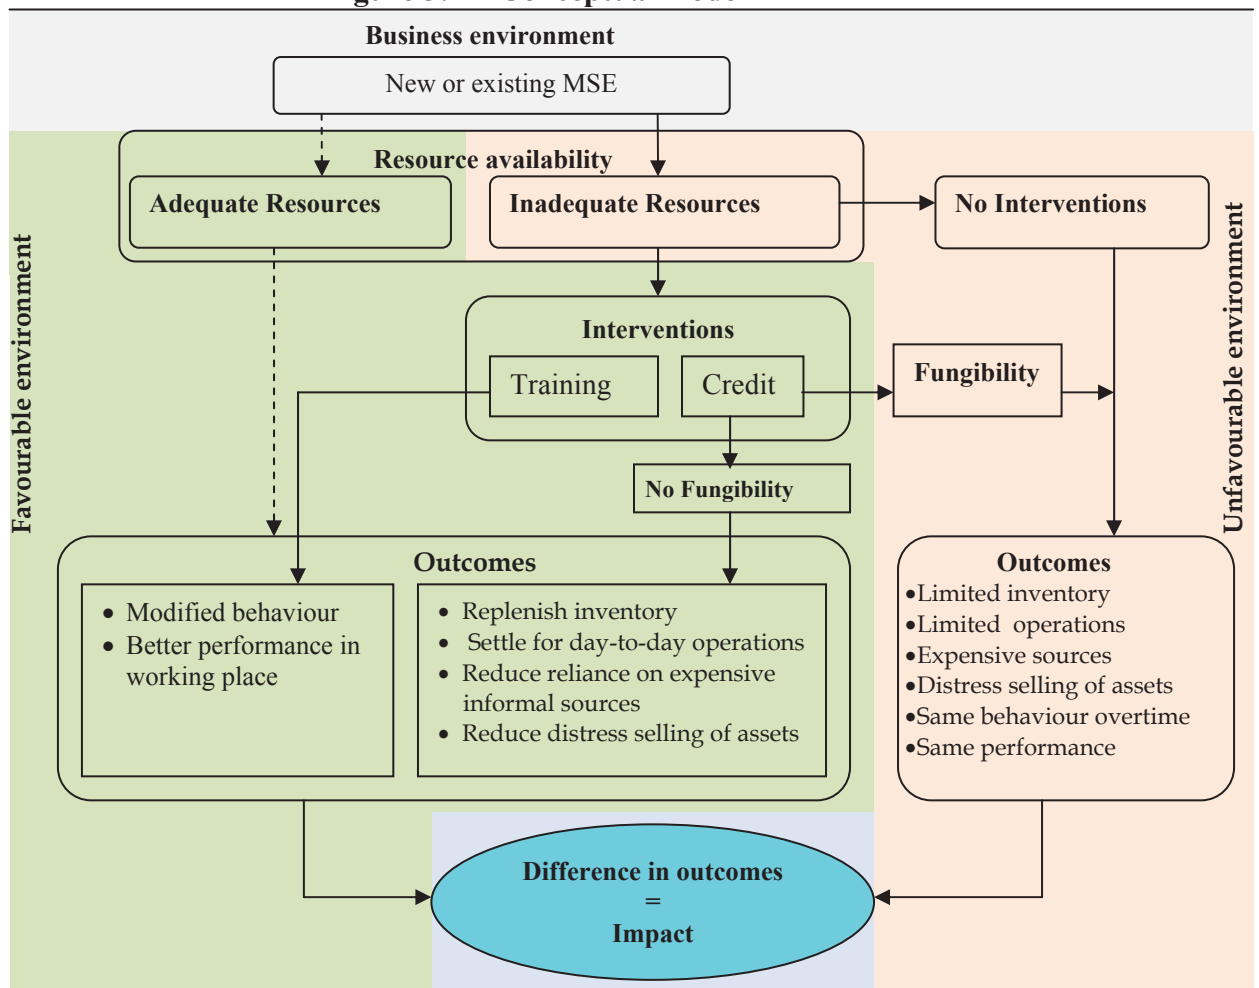 Business environment
New or existing MSE
Resource availability
Adequate Resources
Inadequate Resources
No Interventions
Favourable environment
Unfavourable environment
Interventions
Training
Credit
Fungibility
No Fungibility
Outcomes
• Modified behaviour
• Better performance in
working place
• Replenish inventory
• Settle for day-to-day operations
• Reduce reliance on expensive
informal sources
• Reduce distress selling of assets
Outcomes
•Limited inventory
•Limited operations
•Expensive sources
•Distress selling of assets
•Same behaviour overtime
•Same performance
Difference in outcomes
=
Impact